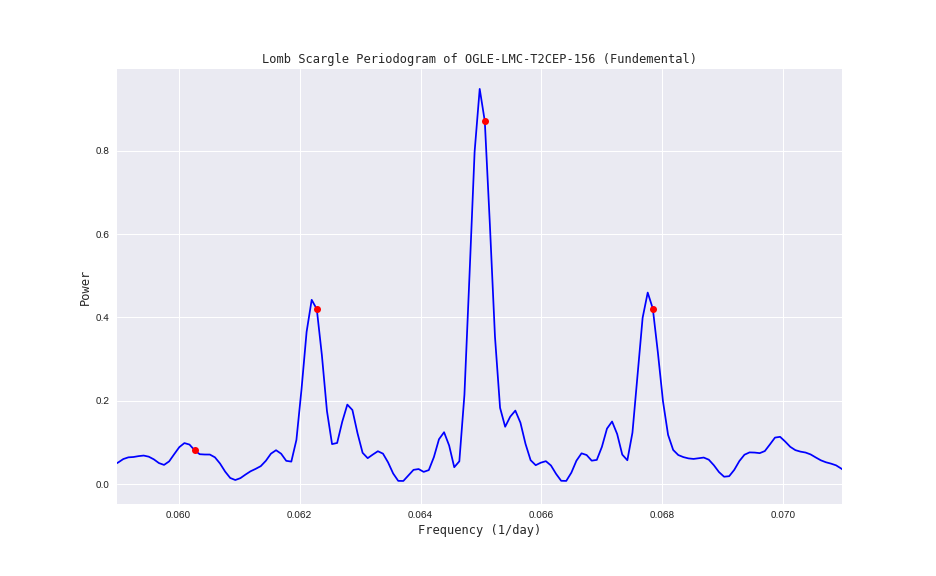 Lomb Scargle Periodogram of OGLE-LMC-T2CEP-156 (Fundemental)
0.8
0.6
0.4
0.2
0.0
Power
0.060 0.062 0.064 0.066 0.068 0.070
Frequency (1/day)